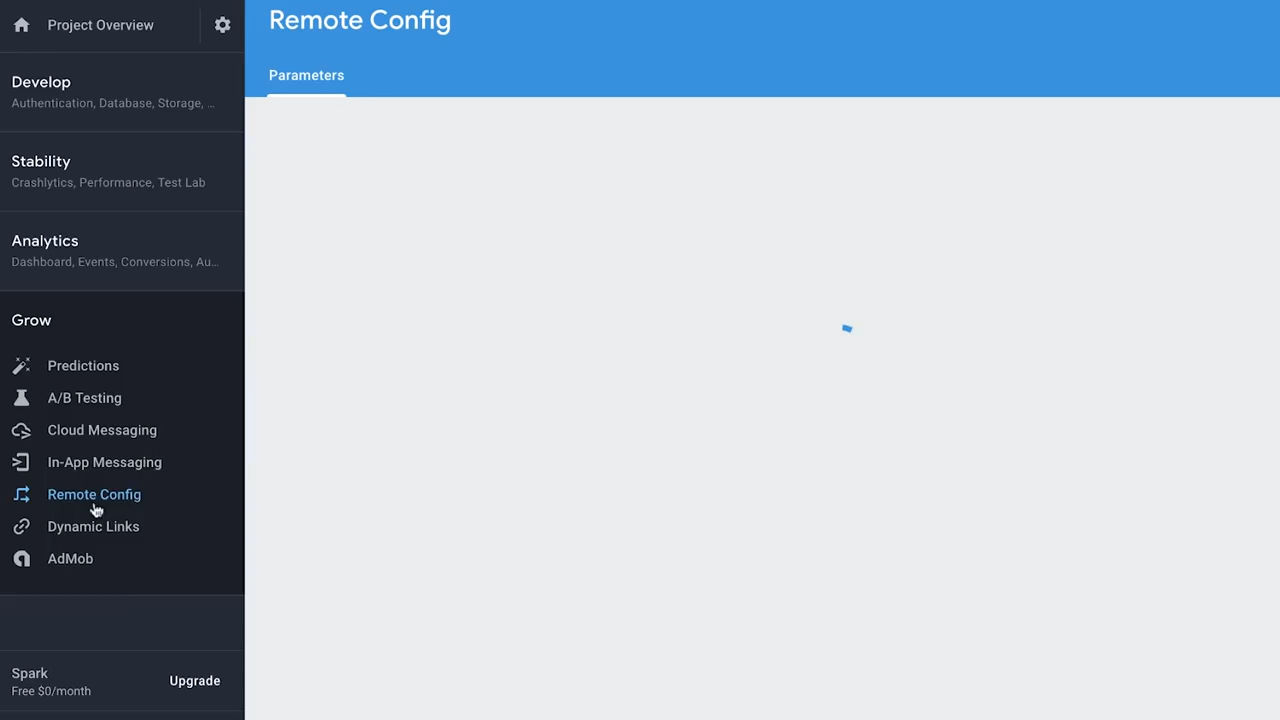 Project Overview
Remote Config
Parameters
Develop
Authentication, Database, Storage, ...
Stability
Crashlytics, Performance, Test Lab
Analytics
Dashboard, Events, Conversions, Au...
Grow
Predictions
A/B Testing
Cloud Messaging
In-App Messaging
Remote Config
Dynamic Links
AdMob
Spark
Free $0/month
Upgrade